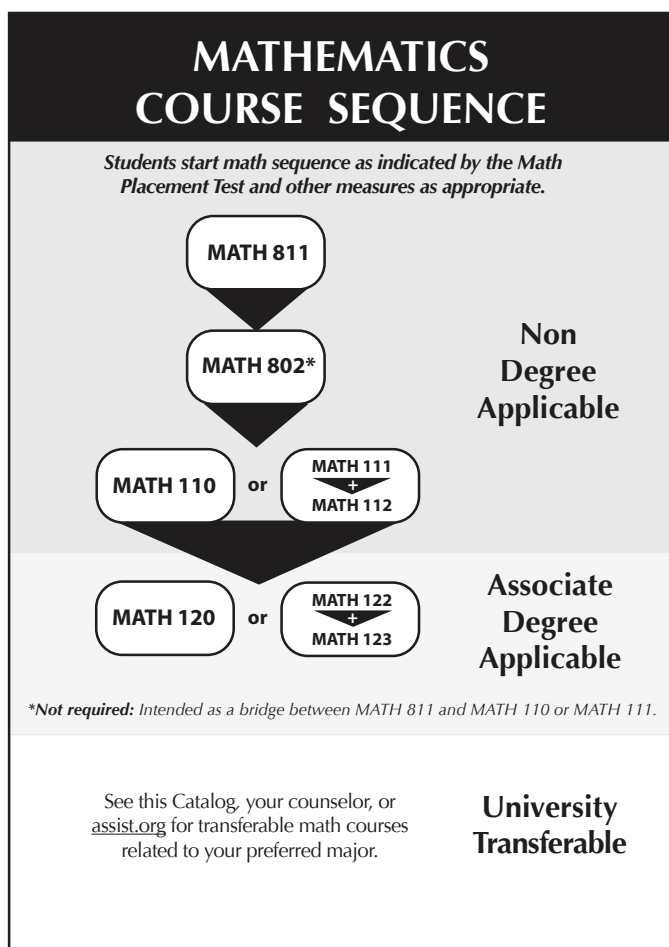 MATHEMATICS
COURSE SEQUENCE
Students start math sequence as indicated by the Math
Placement Test and other measures as appropriate.
MATH 811
MATH 802*
Non
Degree
Applicable
MATH 110 or MATH 111
+
MATH 112
Associate
Degree
Applicable
MATH 120 or MATH 122
+
MATH 123
*Not required: Intended as a bridge between MATH 811 and MATH 110 or MATH 111.
See this Catalog, your counselor, or
assist.org for transferable math courses
related to your preferred major.
University
Transferable